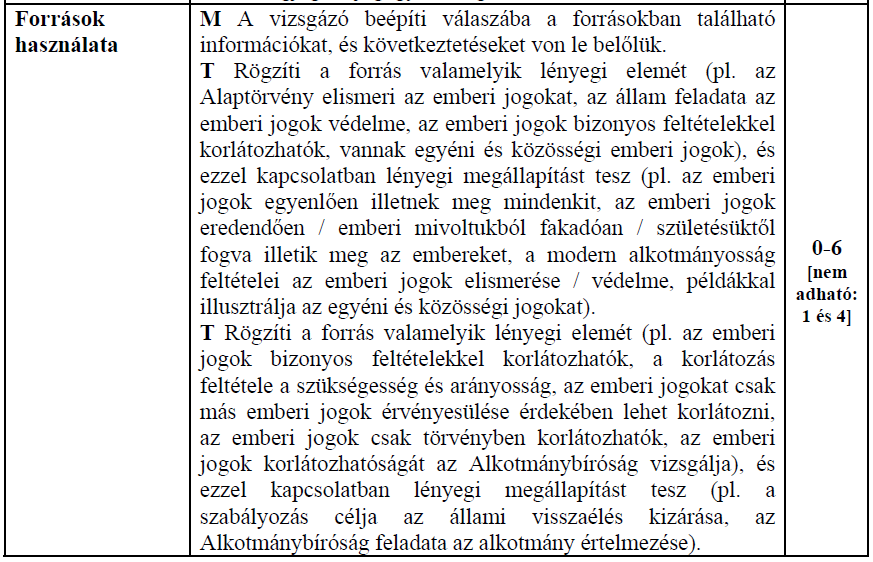 Források
használata
M A vizsgázó beépíti válaszába a forrásokban található
információkat, és következtetéseket von le belőlük.
T Rögzíti a forrás valamelyik lényegi elemét (pl. az
Alaptörvény elismeri az emberi jogokat, az állam feladata az
emberi jogok védelme, az emberi jogok bizonyos feltételekkel
korlátozhatók, vannak egyéni és közösségi emberi jogok), és
ezzel kapcsolatban lényegi megállapítást tesz (pl. az emberi
jogok egyenlően illetnek meg mindenkit, az emberi jogok
eredendően / emberi mivoltukból fakadóan / születésüktől
fogva illetik meg az embereket, a modern alkotmányosság
feltételei az emberi jogok elismerése / védelme, példákkal
illusztrálja az egyéni és közösségi jogokat).
T Rögzíti a forrás valamelyik lényegi elemét (pl. az emberi
jogok bizonyos feltételekkel korlátozhatók, a korlátozás
feltétele a szükségesség és arányosság, az emberi jogokat csak
más emberi jogok érvényesülése érdekében lehet korlátozni,
az emberi jogok csak törvényben korlátozhatók, az emberi
jogok korlátozhatóságát az Alkotmánybíróság vizsgálja), és
ezzel kapcsolatban lényegi megállapítást tesz (pl. a
szabályozás célja az állami visszaélés kizárása, az
Alkotmánybíróság feladata az alkotmány értelmezése).
0-6
[nem
adható:
1 és 4]